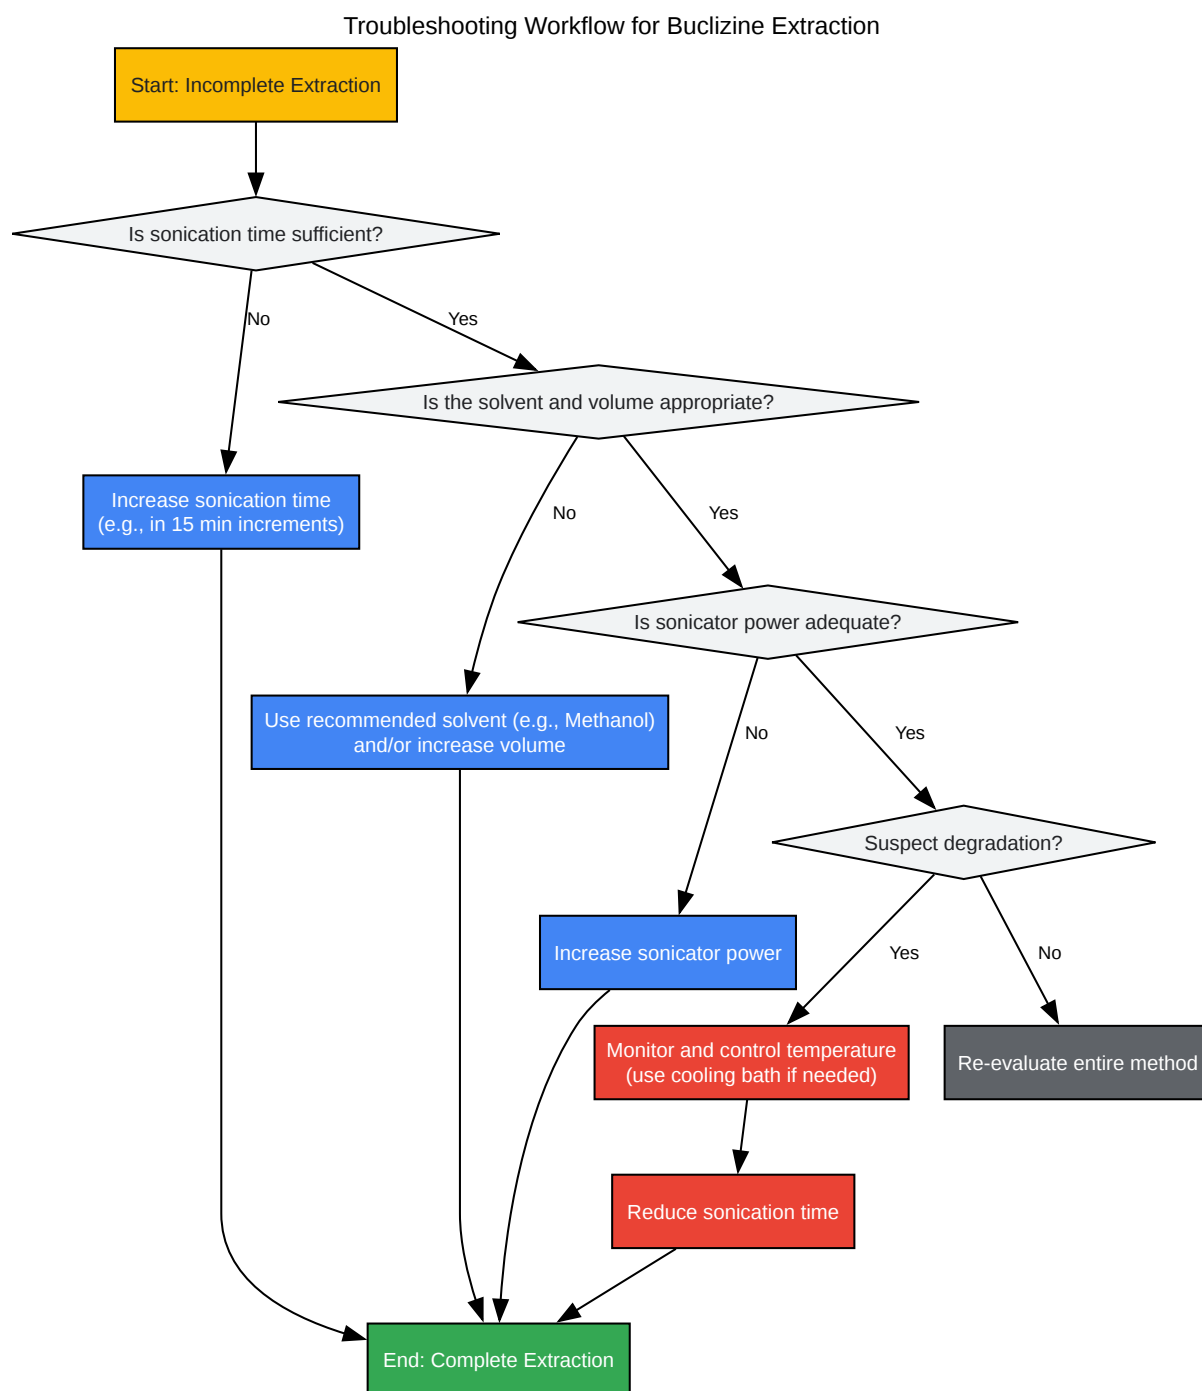 Troubleshooting Workflow for Buclizine Extraction
Start: Incomplete Extraction
Is sonication time sufficient?
No
Yes
Is the solvent and volume appropriate?
Increase sonication time
(e.g., in 15 min increments)
No
Yes
Is sonicator power adequate?
Use recommended solvent (e.g., Methanol)
and/or increase volume
No
Yes
Suspect degradation?
Increase sonicator power
Yes
No
Monitor and control temperature
(use cooling bath if needed)
Re-evaluate entire method
Reduce sonication time
End: Complete Extraction